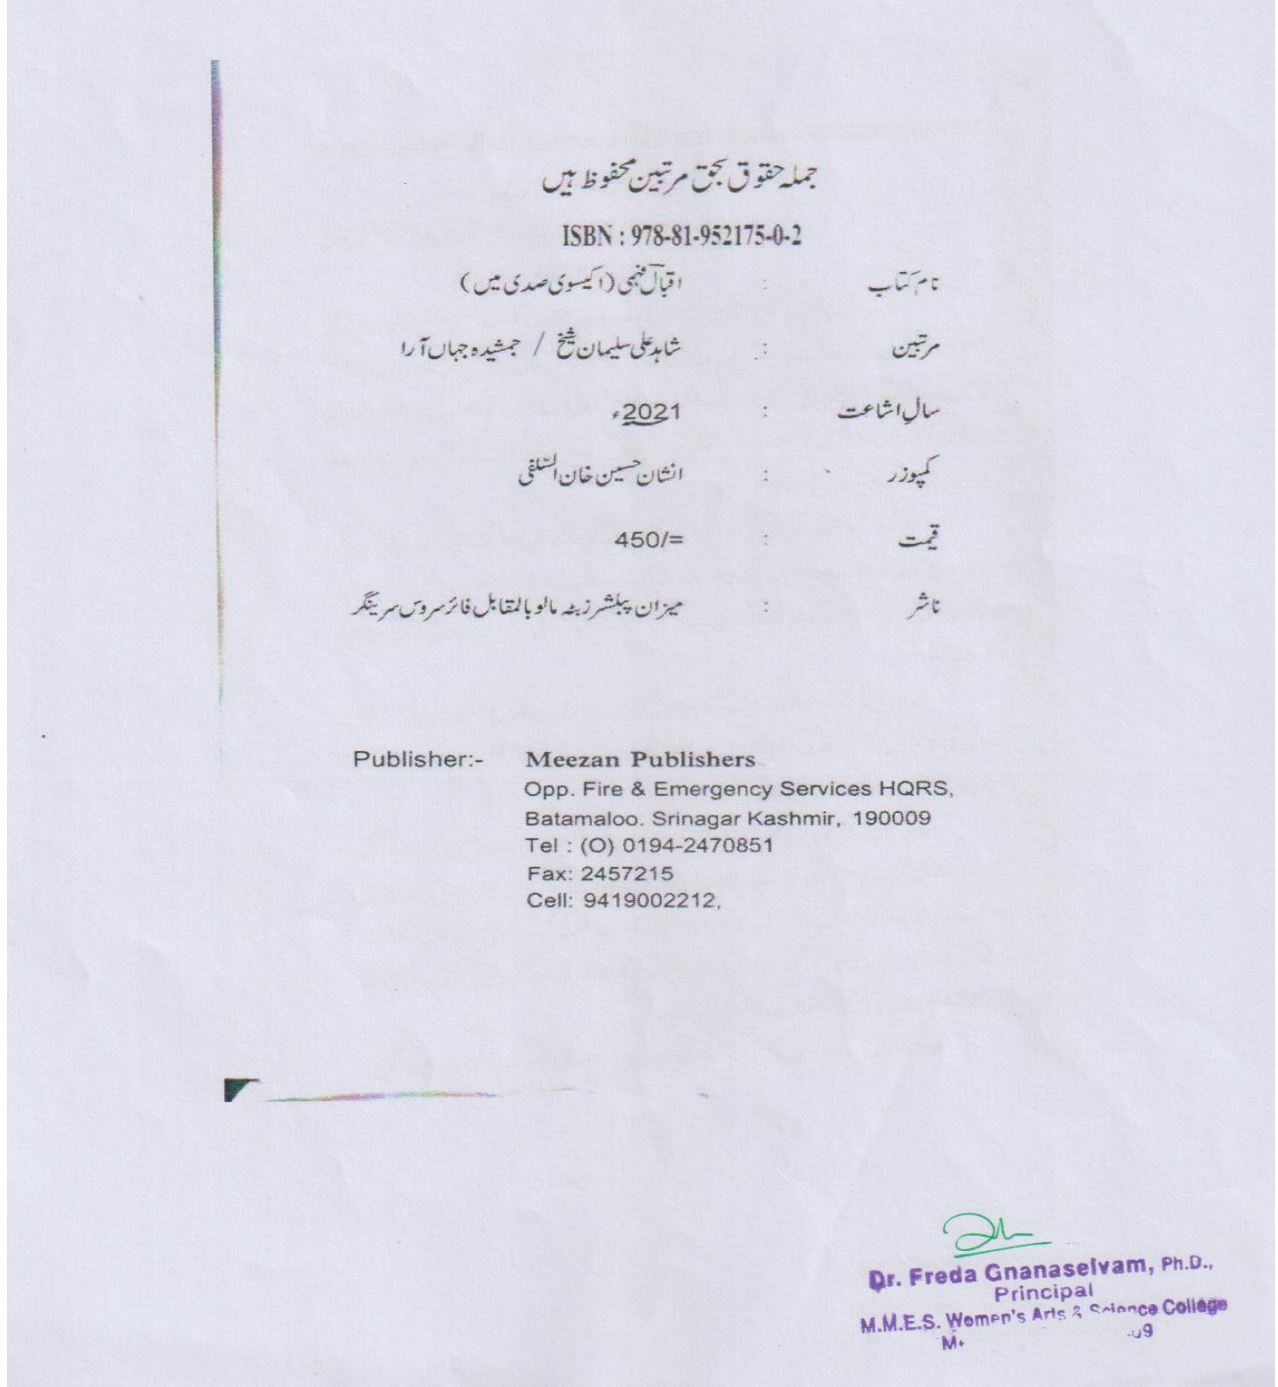 جملہ حقوق بحق مرتبین محفوظ ہیں
ISBN : 978-81-952175-0-2
نام کتاب : اقبالؔ فہمی (اکیسوی صدی میں)
مرتبین : شاہد علی سلیمان شیخ / جمشیدہ جہاں آرا
سالِ اشاعت : 2021ء
کمپوزر : انشان حسین خان السّلفی
قیمت : 450/=
ناشر : میزان پبلشرز بٹہ مالو بالمقابل فائر سروس سرینگر
Publisher:- Meezan Publishers
Opp. Fire & Emergency Services HQRS,
Batamaloo. Srinagar Kashmir, 190009
Tel : (O) 0194-2470851
Fax: 2457215
Cell: 9419002212,
Dr. Freda Gnanaselvam, Ph.D.,
Principal
M.M.E.S. Women's Arts & Science College